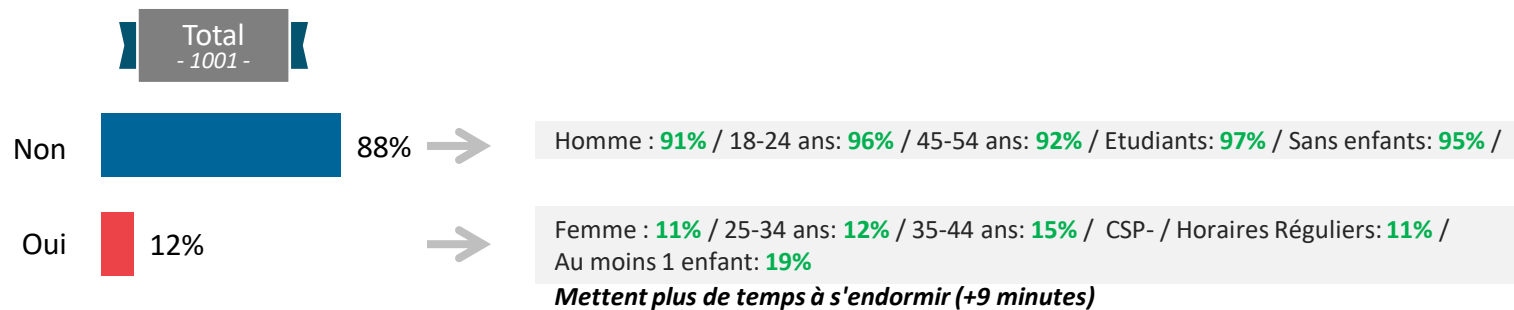 Total
- 1001 -
Non
88%
Homme : 91% / 18-24 ans: 96% / 45-54 ans: 92% / Etudiants: 97% / Sans enfants: 95% /
Oui
12%
Femme : 11% / 25-34 ans: 12% / 35-44 ans: 15% / CSP- / Horaires Réguliers: 11% /
Au moins 1 enfant: 19%
Mettent plus de temps à s'endormir (+9 minutes)